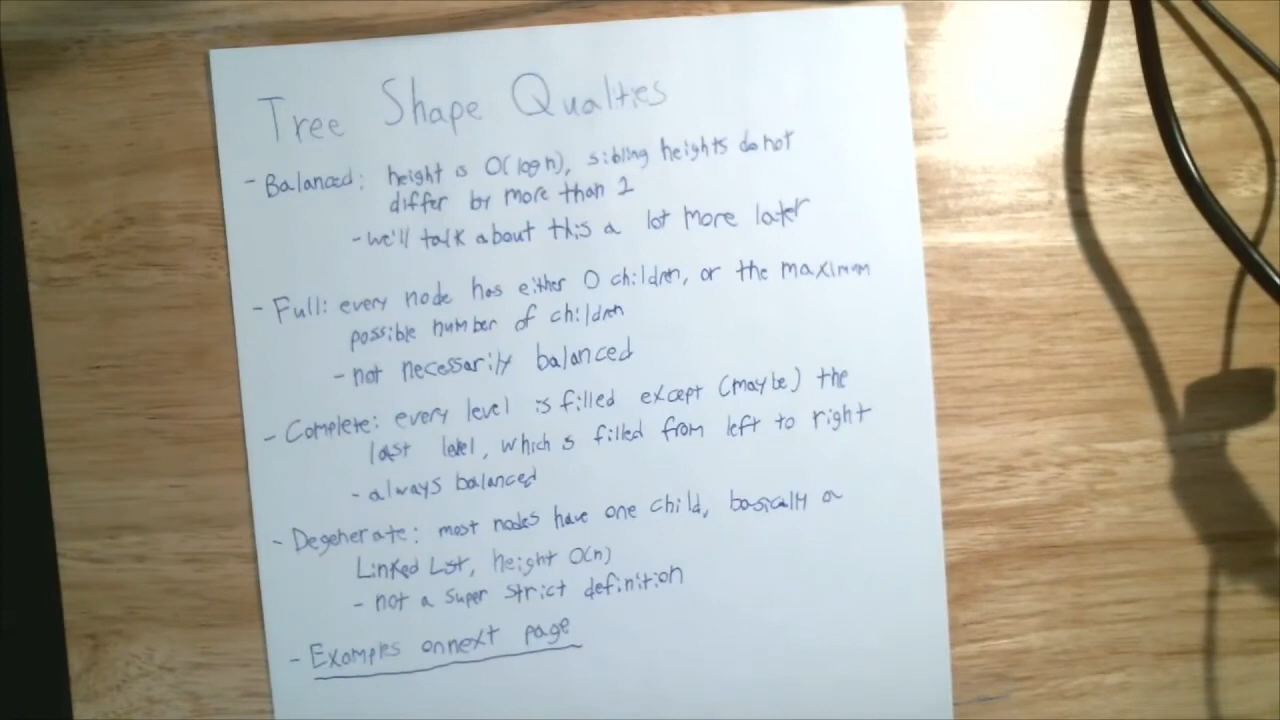 Tree Shape Qualties
- Balanced: height is O(log n), sibling heights do not
differ by more than 1
- we'll talk about this a lot more later
- Full: every node has either 0 children, or the maximum
possible number of children
- not necessarily balanced
- Complete: every level is filled except (maybe) the
last level, which is filled from left to right
- always balanced
- Degenerate: most nodes have one child, basically a
Linked List, height O(n)
- not a super strict definition
- Examples on next page